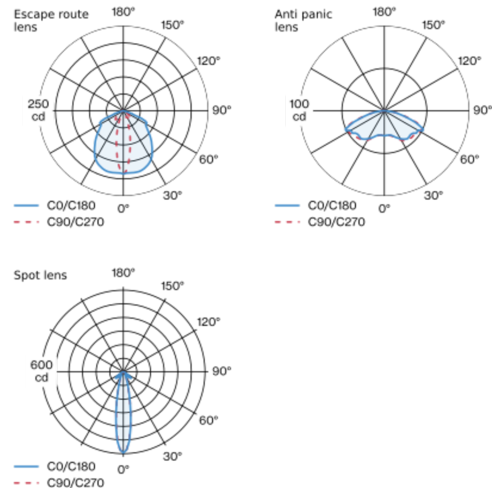 Escape route
lens
180°
150°
120°
90°
60°
30°
0°
250
cd
C0/C180
C90/C270
Anti panic
lens
180°
150°
120°
90°
60°
30°
0°
100
cd
C0/C180
C90/C270
Spot lens
180°
150°
120°
90°
60°
30°
0°
600
cd
C0/C180
C90/C270